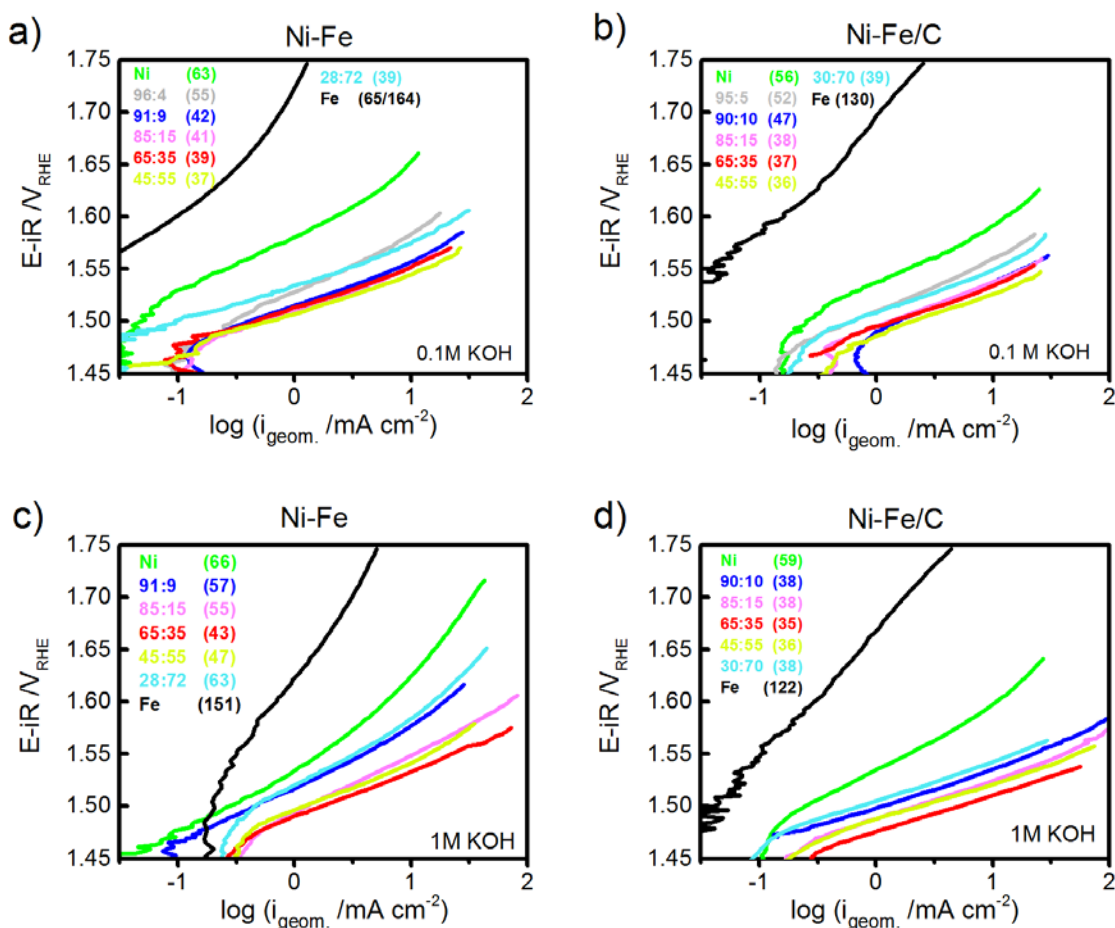 a)
Ni-Fe
1.75
1.70
1.65
1.60
1.55
1.50
1.45
E-iR /V_RHE
Ni (63)
96:4 (55)
91:9 (42)
85:15 (41)
65:35 (39)
45:55 (37)
28:72 (39)
Fe (65/164)
0.1M KOH
-1 0 1 2
log (i_geom. /mA cm⁻²)
b)
Ni-Fe/C
1.75
1.70
1.65
1.60
1.55
1.50
1.45
E-iR /V_RHE
Ni (56)
95:5 (52)
90:10 (47)
85:15 (38)
65:35 (37)
45:55 (36)
30:70 (39)
Fe (130)
0.1 M KOH
-1 0 1 2
log (i_geom. /mA cm⁻²)
c)
Ni-Fe
1.75
1.70
1.65
1.60
1.55
1.50
1.45
E-iR /V_RHE
Ni (66)
91:9 (57)
85:15 (55)
65:35 (43)
45:55 (47)
28:72 (63)
Fe (151)
1M KOH
-1 0 1 2
log (i_geom. /mA cm⁻²)
d)
Ni-Fe/C
1.75
1.70
1.65
1.60
1.55
1.50
1.45
E-iR /V_RHE
Ni (59)
90:10 (38)
85:15 (38)
65:35 (35)
45:55 (36)
30:70 (38)
Fe (122)
1M KOH
-1 0 1 2
log (i_geom. /mA cm⁻²)